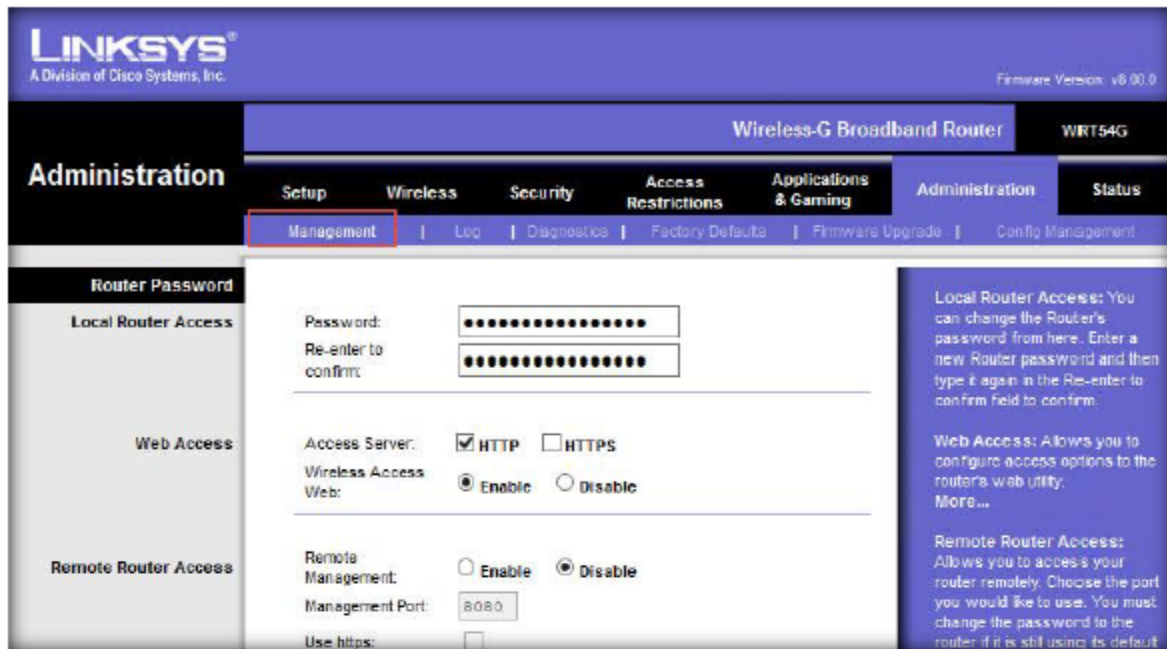 LINKSYS®
A Division of Cisco Systems, Inc.
Firmware Version: v8.00.0
Wireless-G Broadband Router WRT54G
Administration
Setup Wireless Security Access Restrictions Applications & Gaming Administration Status
Management | Log | Diagnostics | Factory Defaults | Firmware Upgrade | Config Management
Router Password
Local Router Access
Password:
Re-enter to
confirm:
Web Access
Access Server: HTTP HTTPS
Wireless Access
Web: Enable Disable
Remote Router Access
Remote
Management: Enable Disable
Management Port: 8080
Use https:
Local Router Access: You
can change the Router's
password from here. Enter a
new Router password and then
type it again in the Re-enter to
confirm field to confirm.
Web Access: Allows you to
configure access options to the
router's web utility.
More...
Remote Router Access:
Allows you to access your
router remotely. Choose the port
you would like to use. You must
change the password to the
router if it is still using its default